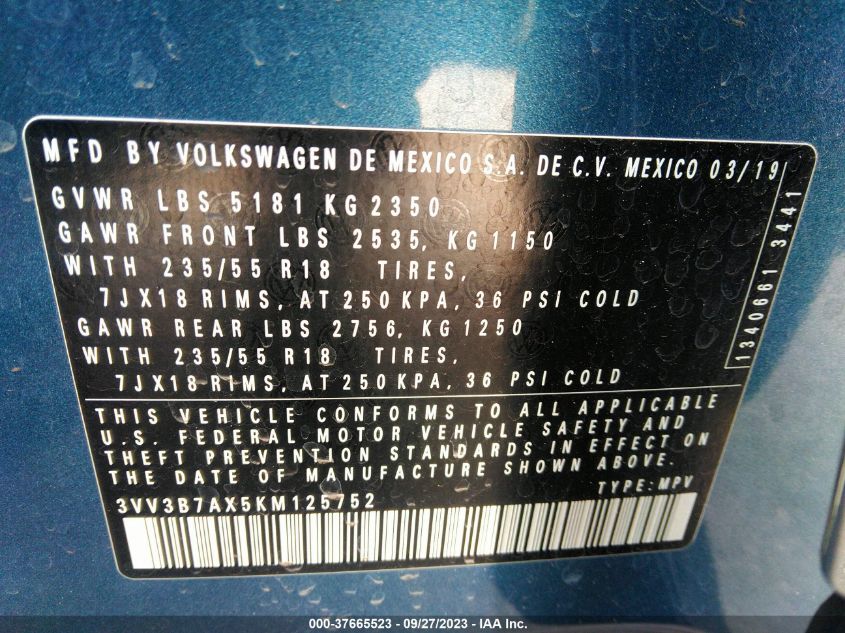 MFD BY VOLKSWAGEN DE MEXICO S.A. DE C.V. MEXICO 03/19
GVWR LBS 5181 KG 2350
GAWR FRONT LBS 2535, KG 1150
WITH 235/55 R18 TIRES,
7JX18 RIMS, AT 250 KPA, 36 PSI COLD
GAWR REAR LBS 2756, KG 1250
WITH 235/55 R18 TIRES,
7JX18 RIMS, AT 250 KPA, 36 PSI COLD
1340661 3441
THIS VEHICLE CONFORMS TO ALL APPLICABLE
U.S. FEDERAL MOTOR VEHICLE SAFETY AND
THEFT PREVENTION STANDARDS IN EFFECT ON
THE DATE OF MANUFACTURE SHOWN ABOVE.
TYPE: MPV
3VV3B7AX5KM125752
000-37665523 / 09/27/2023 - IAA Inc.